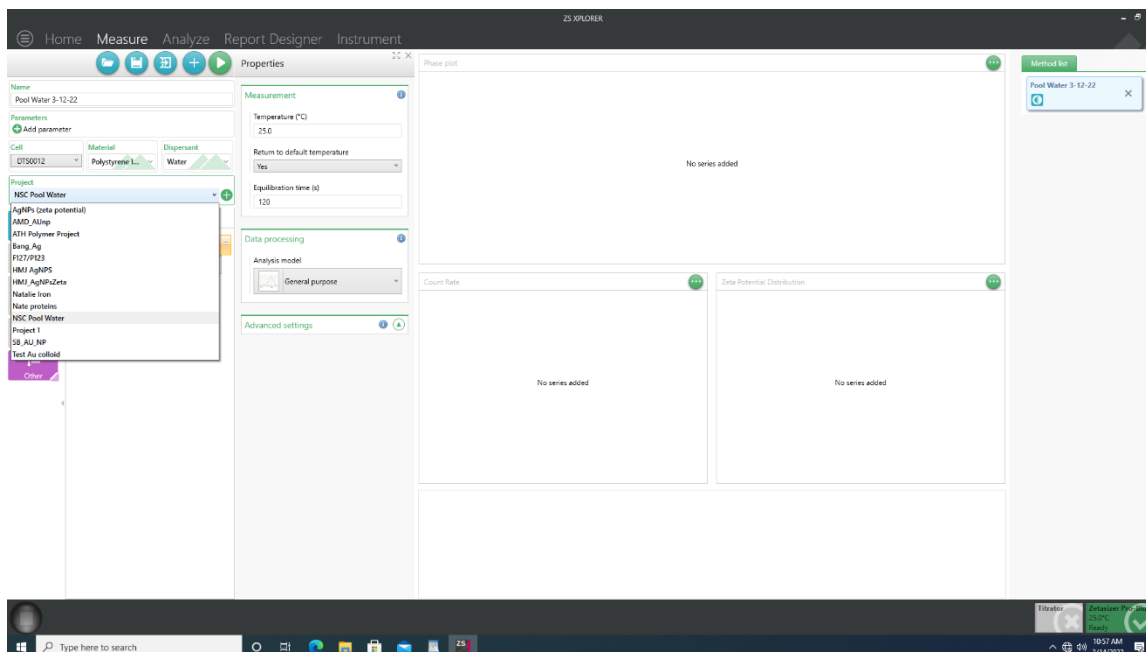 ZS XPLORER
Home Measure Analyze Report Designer Instrument
Properties
Name
Pool Water 3-12-22
Parameters
Add parameter
Cell Material Dispersant
DTS0012 Polystyrene l... Water
Project
NSC Pool Water
AgNPs (zeta potential)
AMD_AUnp
ATH Polymer Project
Bang_Ag
F127/P123
HMJ AgNPS
HMJ_AgNPsZeta
Natalie Iron
Nate proteins
NSC Pool Water
Project 1
SB_AU_NP
Test Au colloid
Other
Measurement
Temperature (°C)
25.0
Return to default temperature
Yes
Equilibration time (s)
120
Data processing
Analysis model
General purpose
Advanced settings
Phase plot
No series added
Count Rate
No series added
Zeta Potential Distribution
No series added
Method list
Pool Water 3-12-22
Titrator
Zetasizer Pro-Blu
25.0°C
Ready
Type here to search
ZS
10:57 AM